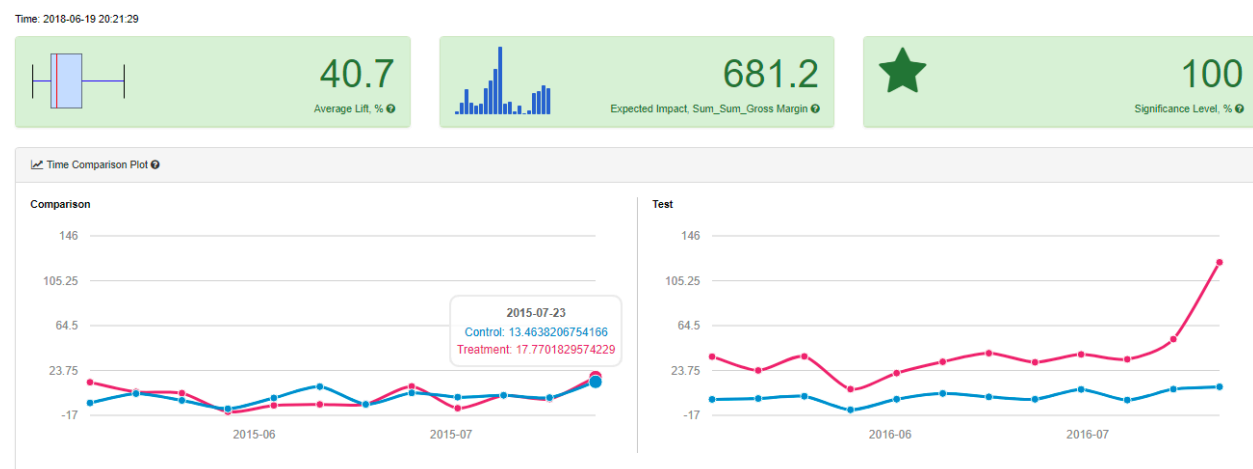 Time: 2018-06-19 20:21:29
40.7
Average Lift, %
681.2
Expected Impact, Sum_Sum_Gross Margin
100
Significance Level, %
Time Comparison Plot
Comparison
146
105.25
64.5
23.75
-17
2015-06
2015-07
2015-07-23
Control: 13.4638206754166
Treatment: 17.7701829574229
Test
146
105.25
64.5
23.75
-17
2016-06
2016-07